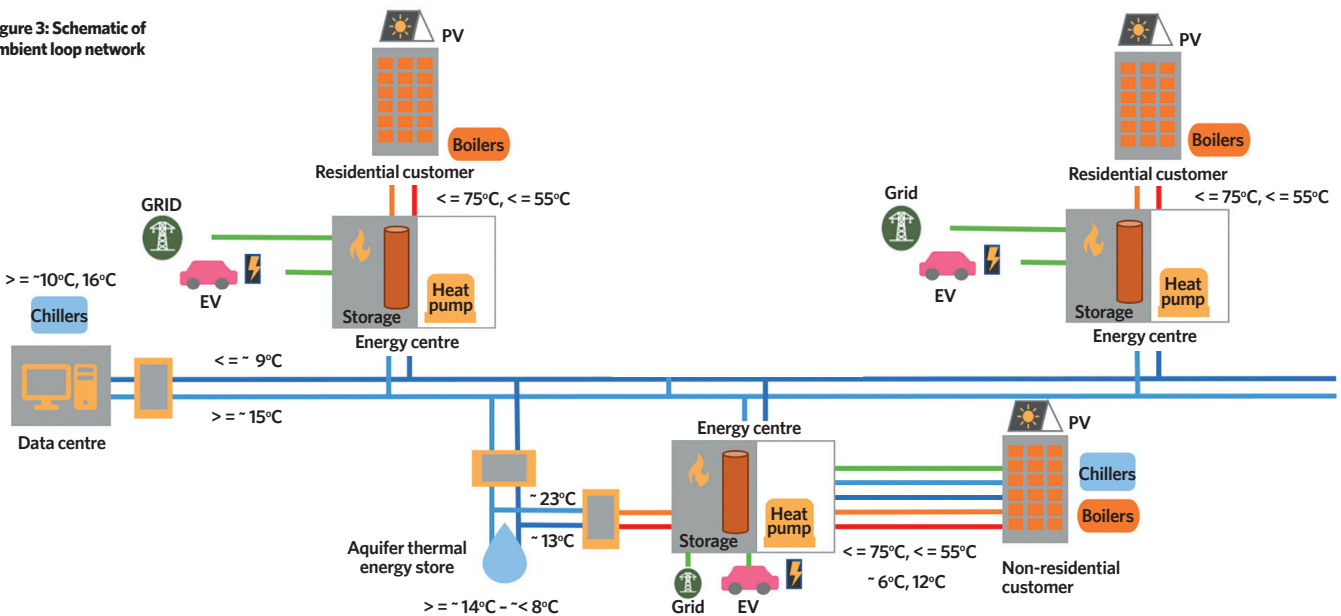 gure 3: Schematic of
mbient loop network
PV
PV
Boilers
Boilers
Residential customer
Residential customer
< = 75°C, < = 55°C
< = 75°C, < = 55°C
GRID
Grid
> = ~10°C, 16°C
EV
EV
Chillers
Heat
pump
Heat
pump
Storage
Storage
Energy centre
Energy centre
< = ~ 9°C
> = ~ 15°C
Data centre
Energy centre
PV
Chillers
~ 23°C
Heat
pump
Boilers
~ 13°C
Storage
Aquifer thermal
energy store
< = 75°C, < = 55°C
~ 6°C, 12°C
Non-residential
customer
> = ~ 14°C – ~< 8°C
Grid
EV